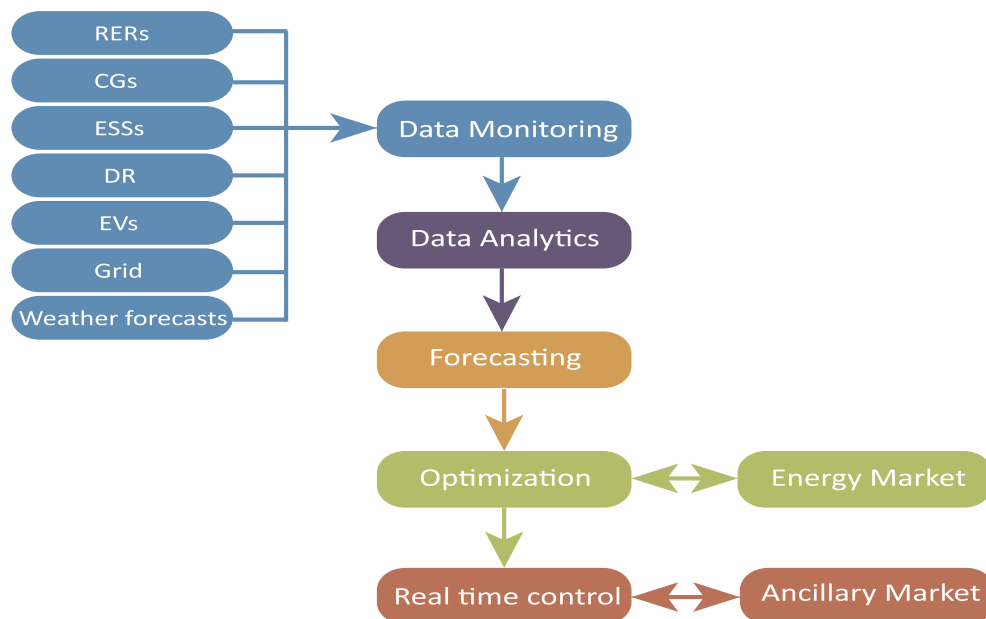 RERs
CGs
ESSs
DR
EVs
Grid
Weather forecasts
Data Monitoring
Data Analytics
Forecasting
Optimization
Energy Market
Real time control
Ancillary Market